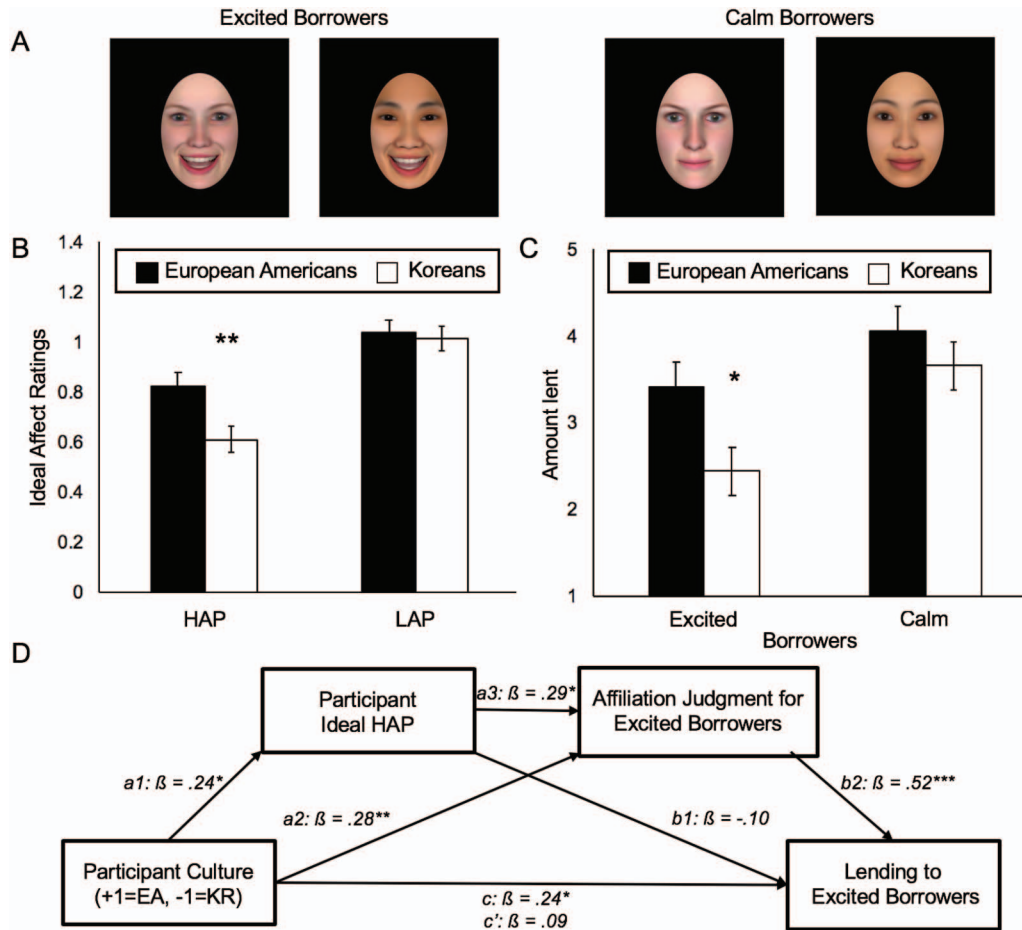 Excited Borrowers
Calm Borrowers
A
B
1.4
1.2
1
0.8
0.6
0.4
0.2
0
Ideal Affect Ratings
European Americans
Koreans
**
HAP
LAP
C
5
4
3
2
1
Amount lent
European Americans
Koreans
*
Excited
Calm
Borrowers
D
Participant
Ideal HAP
a3: ß = .29*
Affiliation Judgment for
Excited Borrowers
a1: ß = .24*
a2: ß = .28**
b1: ß = -.10
b2: ß = .52***
Participant Culture
(+1=EA, -1=KR)
c: ß = .24*
c': ß = .09
Lending to
Excited Borrowers